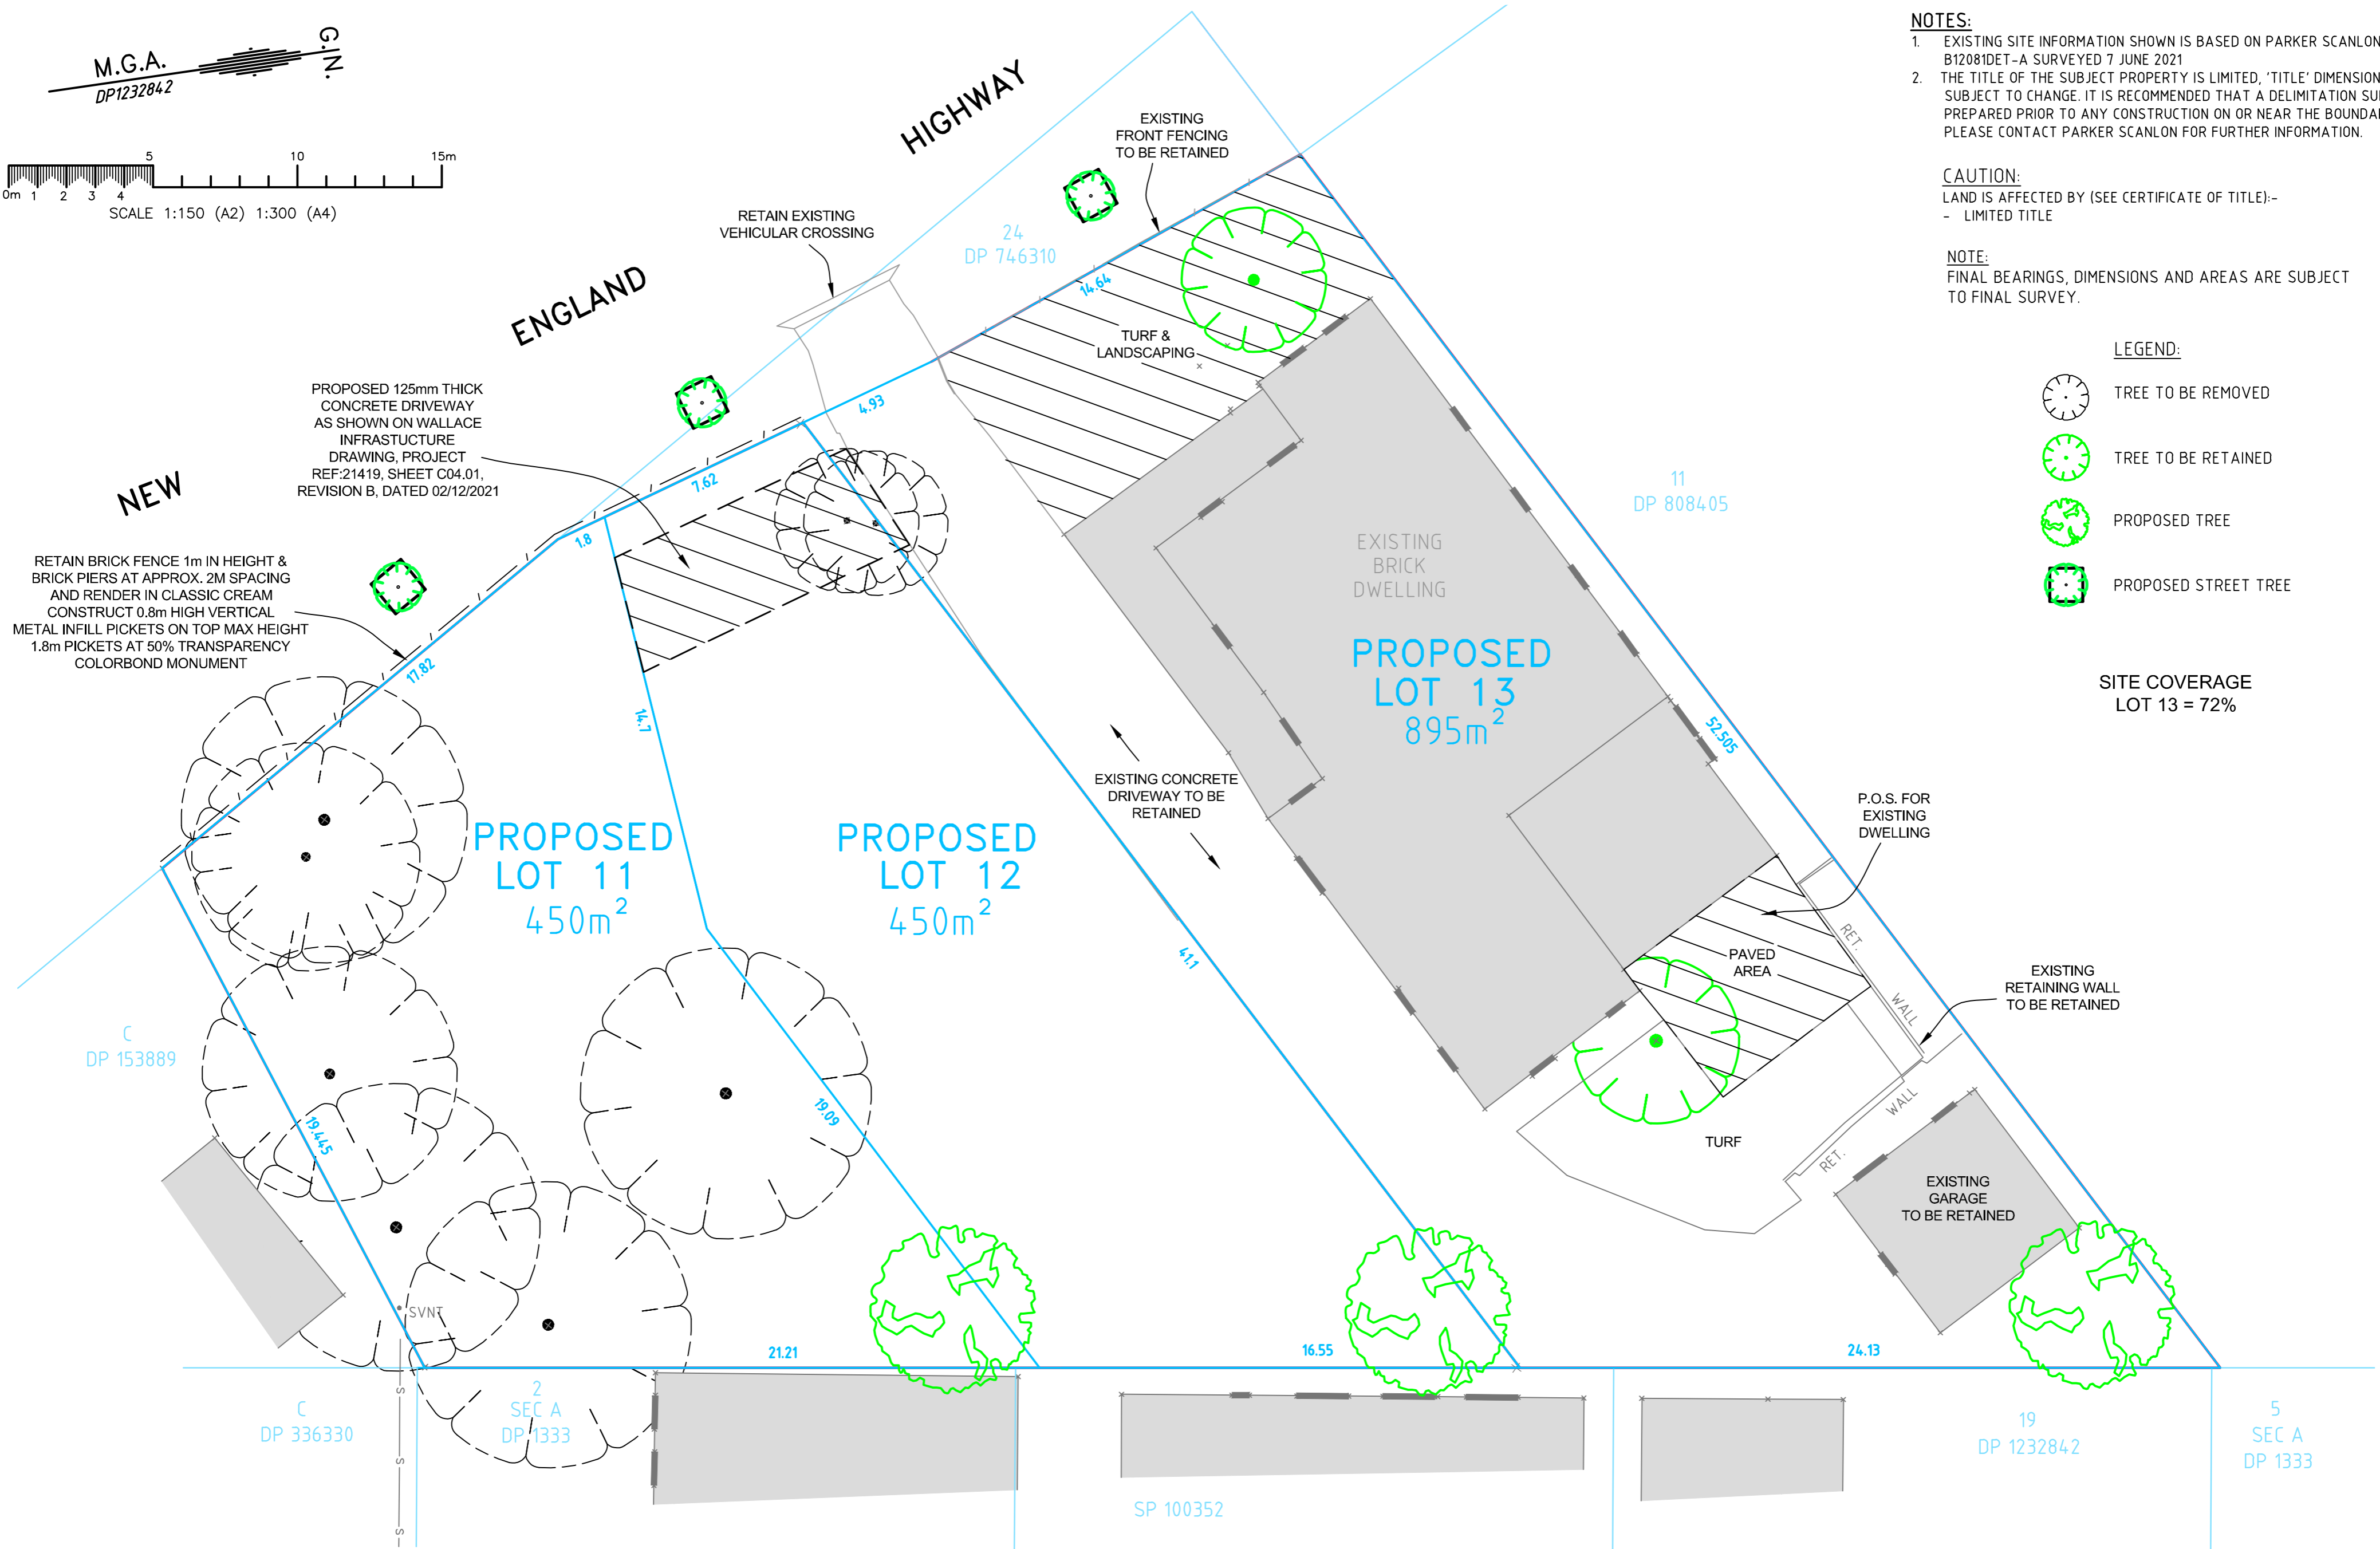 M.G.A.
DP1232842
G.N.
5 10 15m
0m 1 2 3 4
SCALE 1:150 (A2) 1:300 (A4)
NEW
ENGLAND
HIGHWAY
NOTES:
1. EXISTING SITE INFORMATION SHOWN IS BASED ON PARKER SCANLON
B12081DET-A SURVEYED 7 JUNE 2021
2. THE TITLE OF THE SUBJECT PROPERTY IS LIMITED, 'TITLE' DIMENSION
SUBJECT TO CHANGE. IT IS RECOMMENDED THAT A DELIMITATION
PREPARED PRIOR TO ANY CONSTRUCTION ON OR NEAR THE
PLEASE CONTACT PARKER SCANLON FOR FURTHER INFORMATION.
CAUTION:
LAND IS AFFECTED BY (SEE CERTIFICATE OF TITLE):-
- LIMITED TITLE
NOTE:
FINAL BEARINGS, DIMENSIONS AND AREAS ARE SUBJECT
TO FINAL SURVEY.
LEGEND:
TREE TO BE REMOVED
TREE TO BE RETAINED
PROPOSED TREE
PROPOSED STREET TREE
SITE COVERAGE
LOT 13 = 72%
EXISTING
FRONT FENCING
TO BE RETAINED
RETAIN EXISTING
VEHICULAR CROSSING
24
DP 746310
14.64
TURF &
LANDSCAPING
4.93
PROPOSED 125mm THICK
CONCRETE DRIVEWAY
AS SHOWN ON WALLACE
INFRASTUCTURE
DRAWING, PROJECT
REF:21419, SHEET C04.01,
REVISION B, DATED 02/12/2021
7.62
1.8
RETAIN BRICK FENCE 1m IN HEIGHT &
BRICK PIERS AT APPROX. 2M SPACING
AND RENDER IN CLASSIC CREAM
CONSTRUCT 0.8m HIGH VERTICAL
METAL INFILL PICKETS ON TOP MAX HEIGHT
1.8m PICKETS AT 50% TRANSPARENCY
COLORBOND MONUMENT
17.82
14.7
11
DP 808405
EXISTING
BRICK
DWELLING
PROPOSED
LOT 13
895m²
52.505
EXISTING CONCRETE
DRIVEWAY TO BE
RETAINED
PROPOSED
LOT 11
450m²
PROPOSED
LOT 12
450m²
P.O.S. FOR
EXISTING
DWELLING
41.1
PAVED
AREA
RET.
WALL
EXISTING
RETAINING WALL
TO BE RETAINED
C
DP 153889
19.445
19.09
TURF
RET.
WALL
EXISTING
GARAGE
TO BE RETAINED
SVNT
21.21
16.55
24.13
S
S
S
C
DP 336330
2
SEC A
DP 1333
SP 100352
19
DP 1232842
5
SEC A
DP 1333